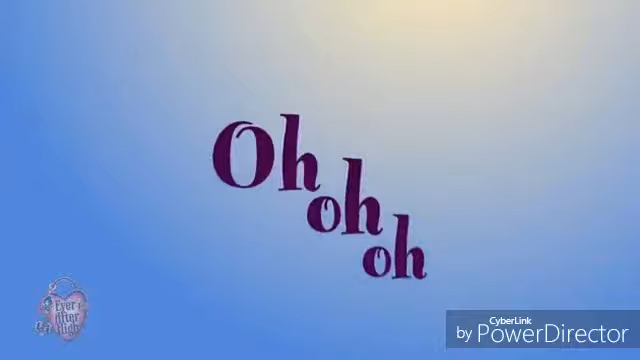 Oh
oh
oh
Ever
After
High
CyberLink
by PowerDirector